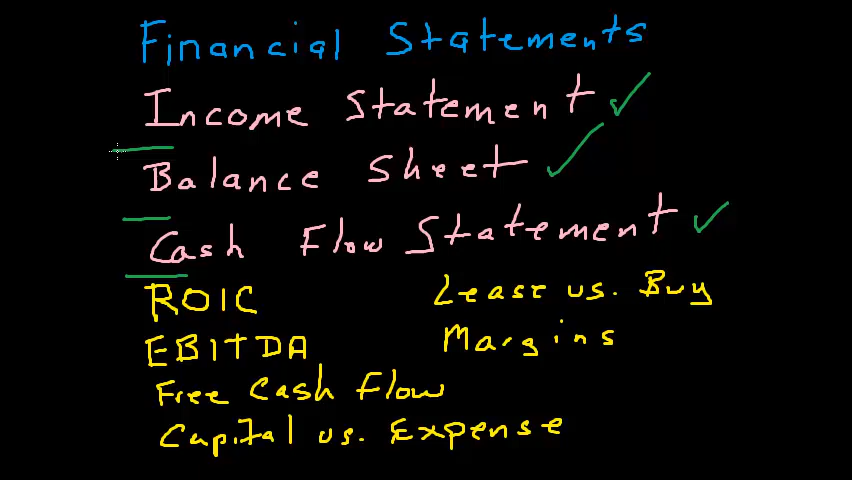 Financial Statements
Income Statement
Balance Sheet
Cash Flow Statement
ROIC
Lease vs. Buy
EBITDA
Margins
Free Cash Flow
Capital vs. Expense